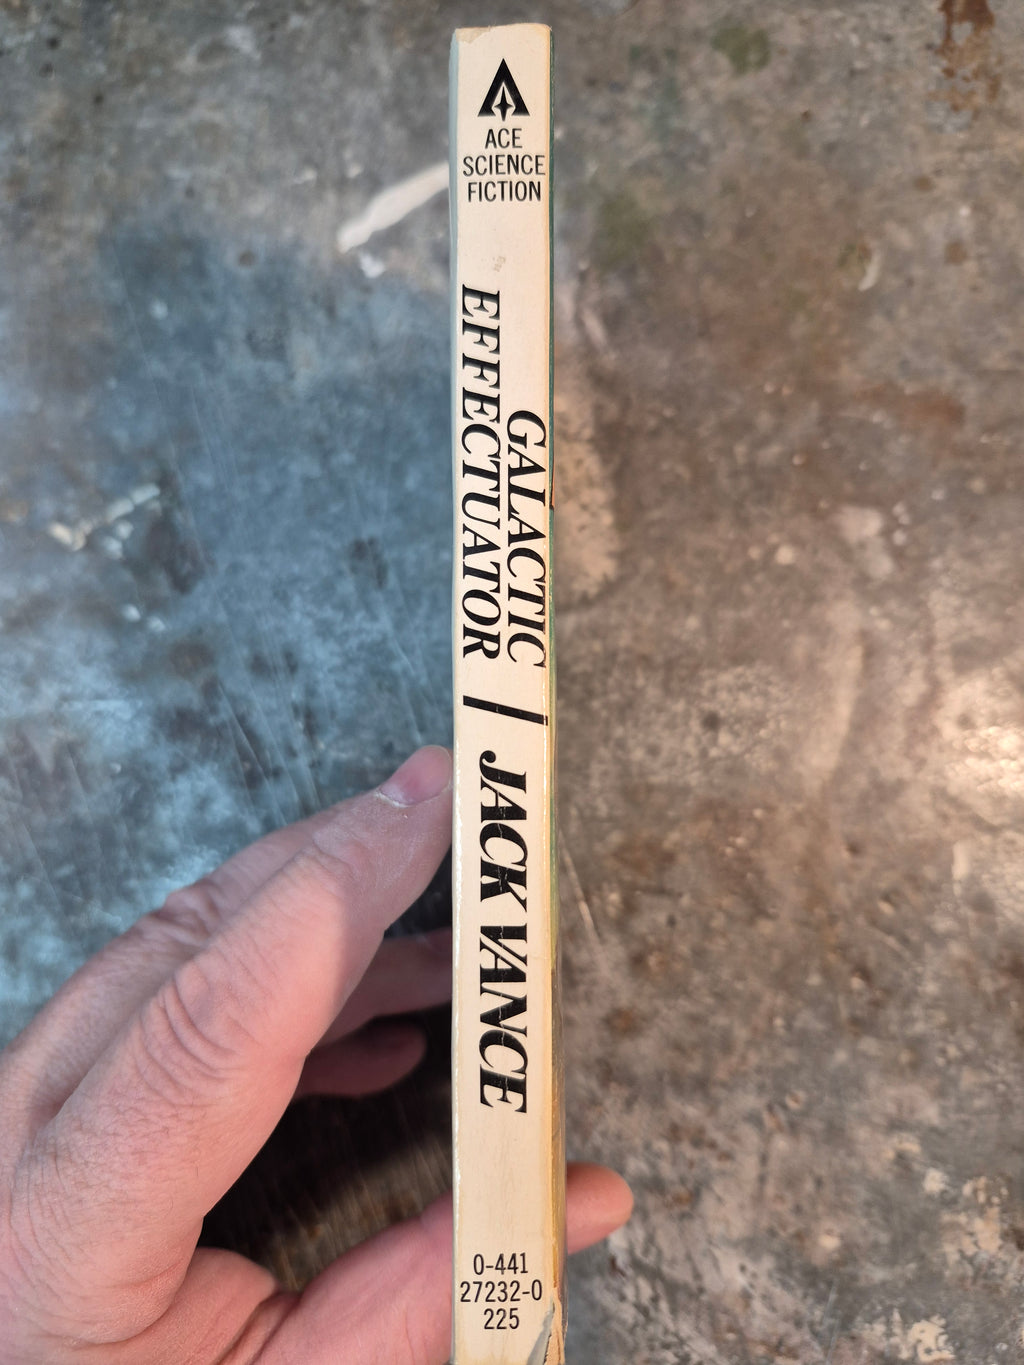 ACE
SCIENCE
FICTION
GALACTIC
EFFECTUATOR
JACK VANCE
0-441
27232-0
225